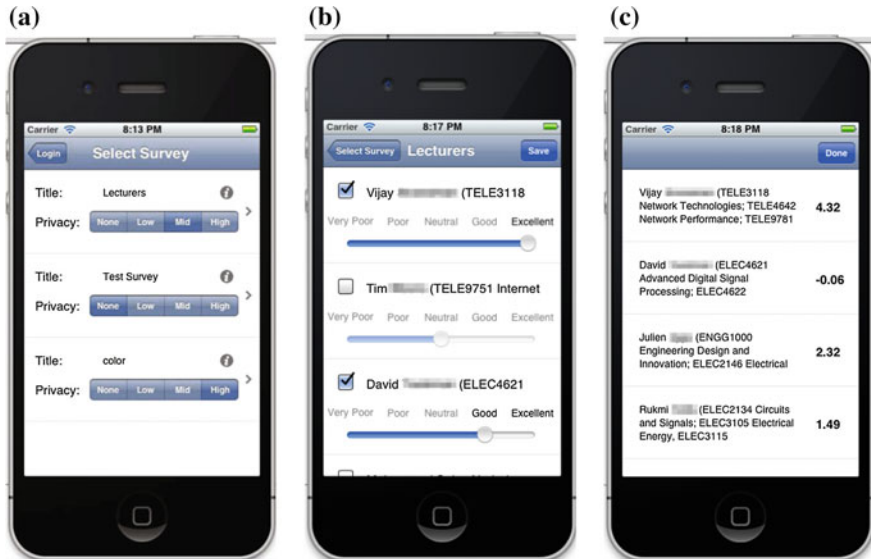 (a)
Carrier 8:13 PM
Login Select Survey
Title: Lecturers
Privacy: None Low Mid High
Title: Test Survey
Privacy: None Low Mid High
Title: color
Privacy: None Low Mid High
(b)
Carrier 8:17 PM
Select Survey Lecturers Save
Vijay (TELE3118
Very Poor Poor Neutral Good Excellent
Tim (TELE9751 Internet
Very Poor Poor Neutral Good Excellent
David (ELEC4621
Very Poor Poor Neutral Good Excellent
(c)
Carrier 8:18 PM
Done
Vijay (TELE3118
Network Technologies; TELE4642
Network Performance; TELE9781
4.32
David (ELEC4621
Advanced Digital Signal
Processing; ELEC4622
-0.06
Julien (ENGG1000
Engineering Design and
Innovation; ELEC2146 Electrical
2.32
Rukmi (ELEC2134 Circuits
and Signals; ELEC3105 Electrical
Energy, ELEC3115
1.49